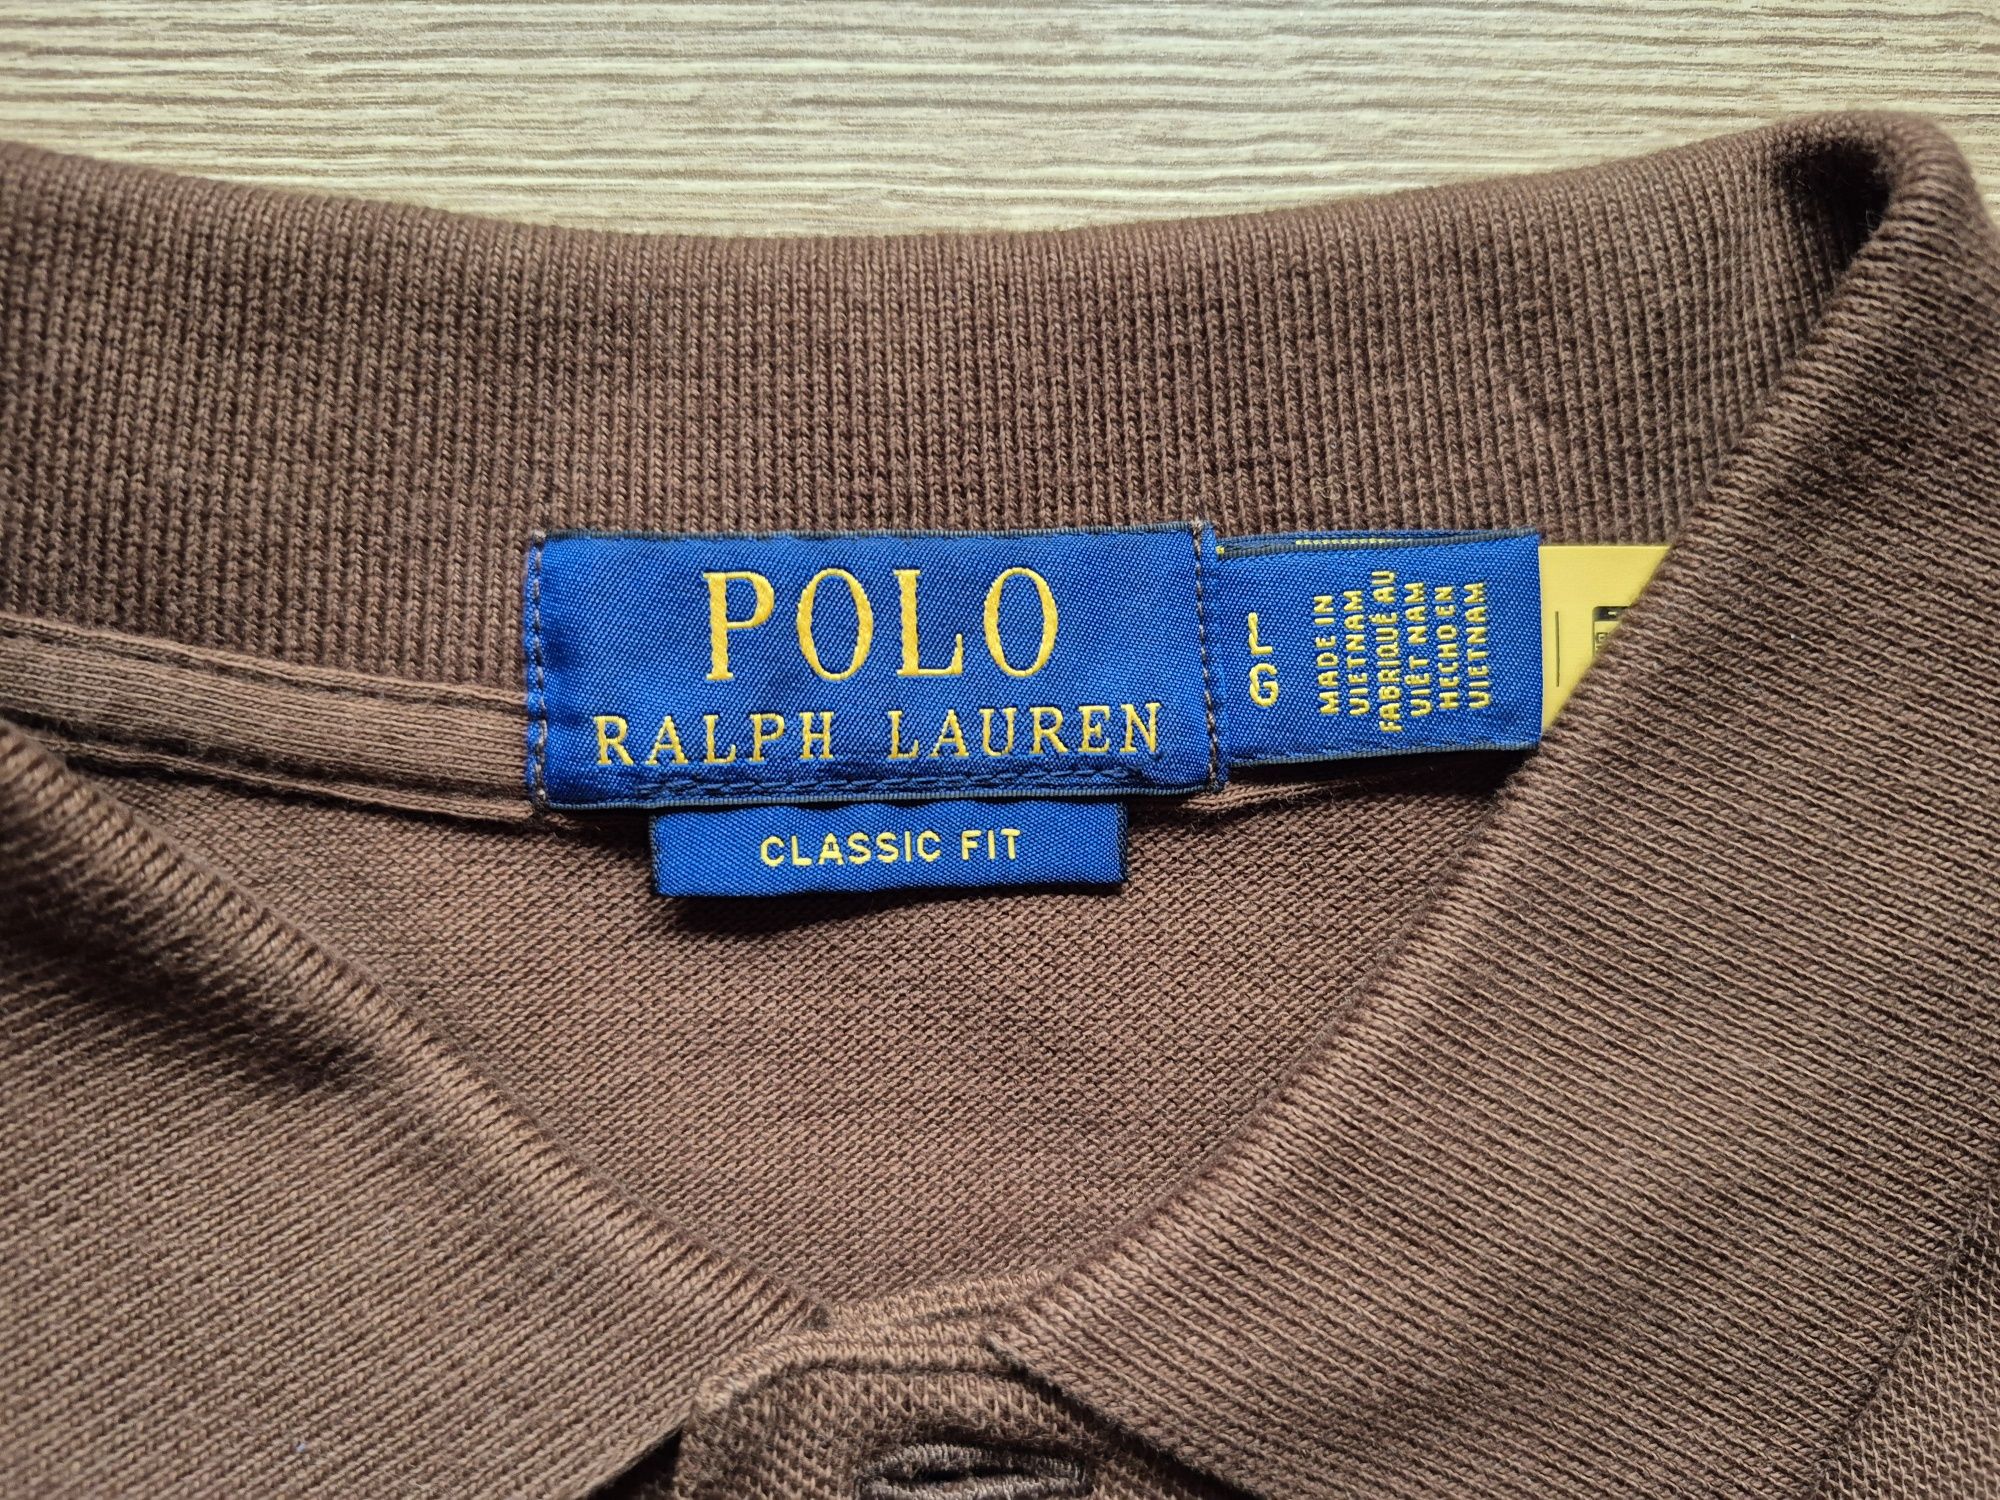 POLO
RALPH LAUREN
CLASSIC FIT
L
G
MADE IN
VIETNAM
FABRIQUÉ AU
VIÊT NAM
HECHO EN
VIETNAM